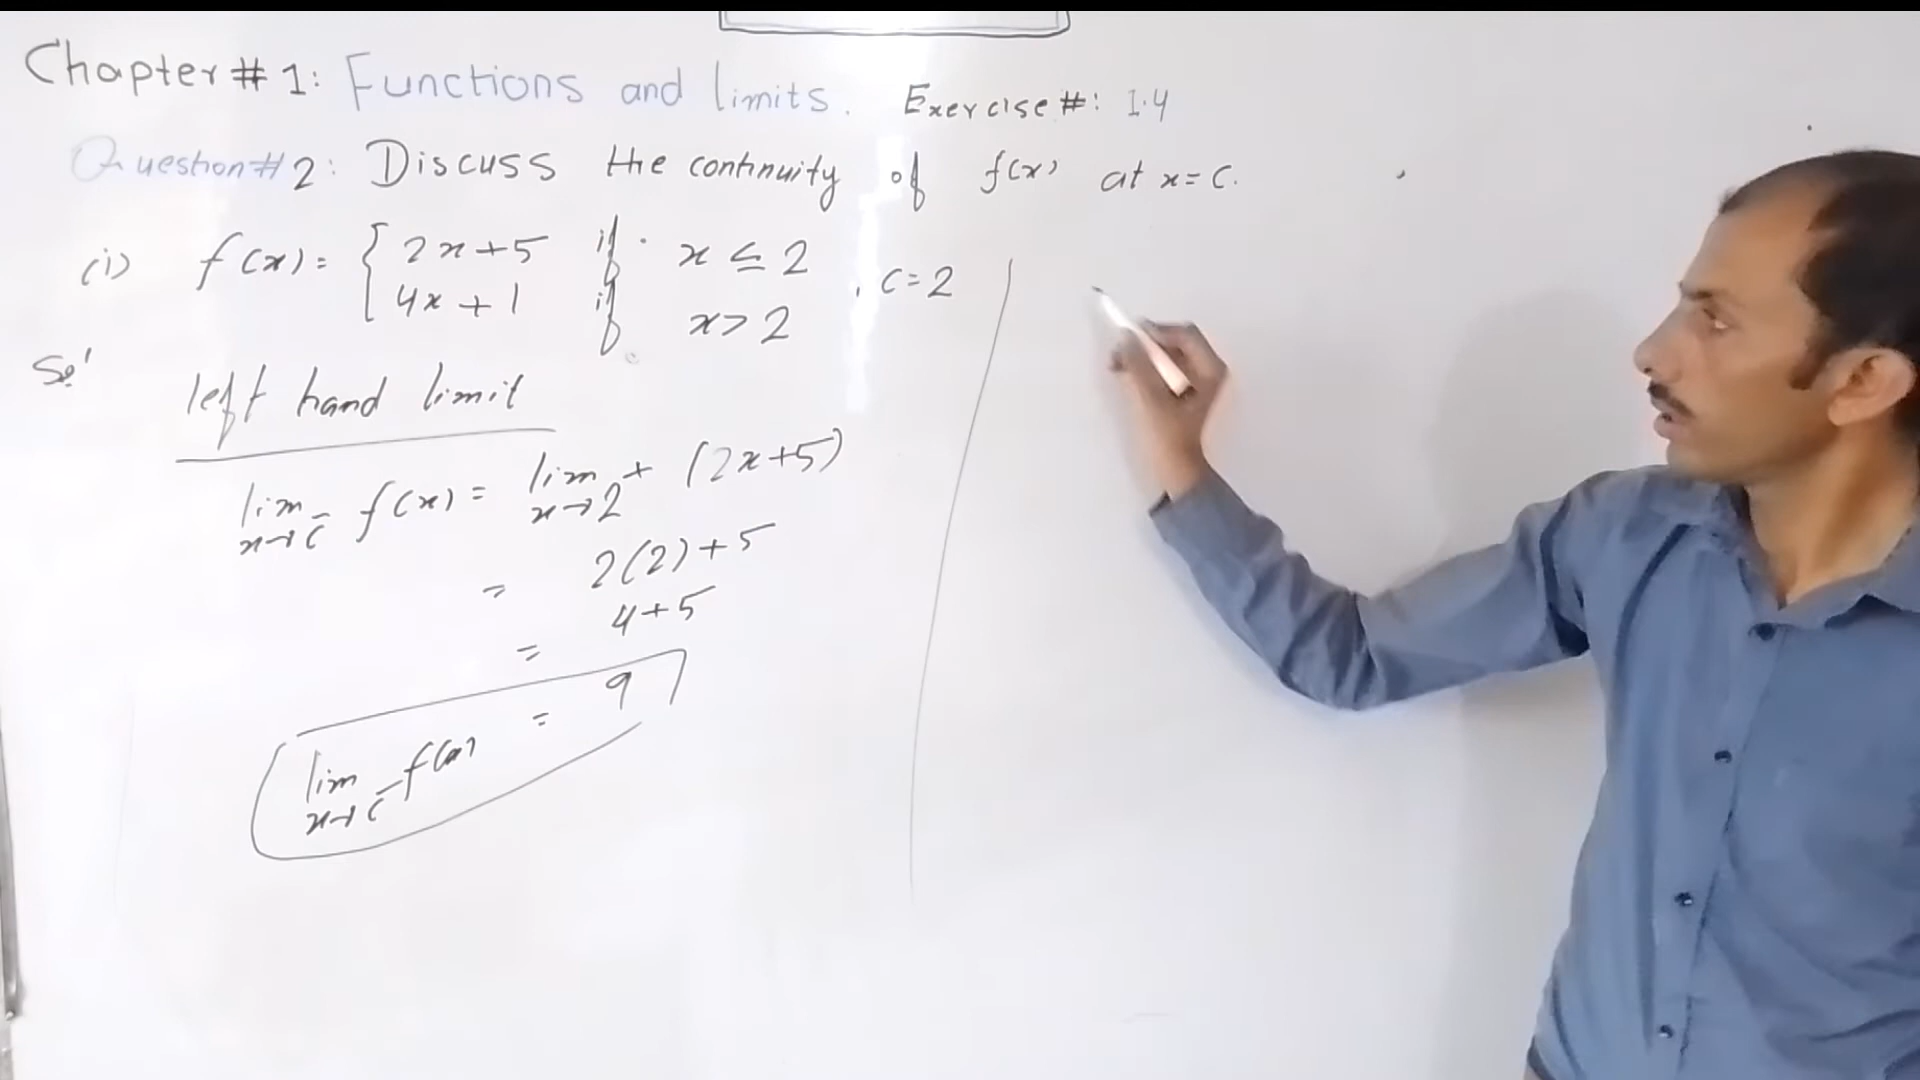 Chapter # 1: Functions and limits. Exercise #: 1.4
Question # 2: Discuss the continuity of f(x) at x = c.
(i) f(x) = { 2x+5 if x ≤ 2
4x+1 if x > 2 , c = 2
Sol
left hand limit
lim x→c⁻ f(x) = lim x→2⁺ (2x+5)
= 2(2)+5
= 4+5
= 9
lim x→c⁻ f(x)